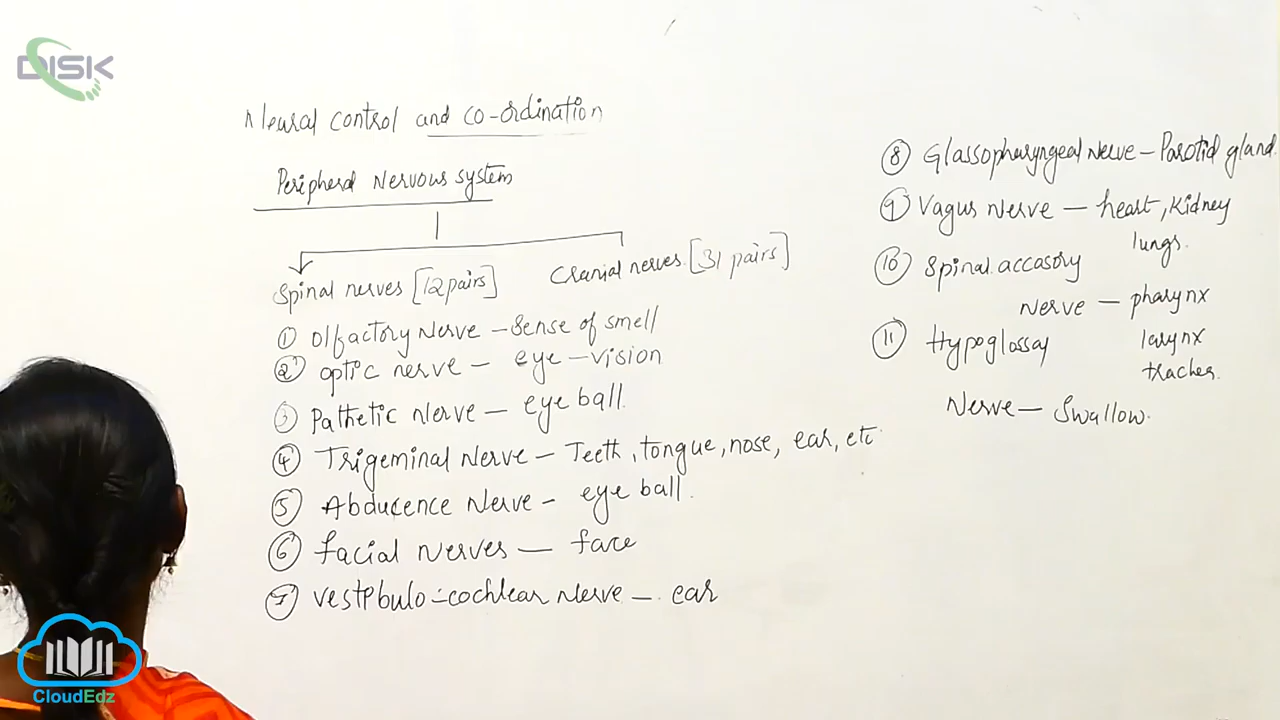 DISK
Neural control and co-ordination
Peripheral Nervous system
Spinal nerves [12 pairs]
Cranial nerves. [31 pairs]
① Olfactory Nerve - Sense of smell
② optic nerve - eye - vision
③ Pathetic Nerve - eye ball.
④ Trigeminal Nerve - Teeth, tongue, nose, ear, etc
⑤ Abducence Nerve - eye ball.
⑥ facial Nerves - face
⑦ vestibulo-cochlear Nerve - ear
⑧ Glassopharyngeal Nerve - Parotid gland.
⑨ Vagus Nerve - heart, Kidney
lungs.
⑩ Spinal accasory
Nerve - pharynx
larynx
trachea.
⑪ Hypoglossay
Nerve - Swallow.
CloudEdz